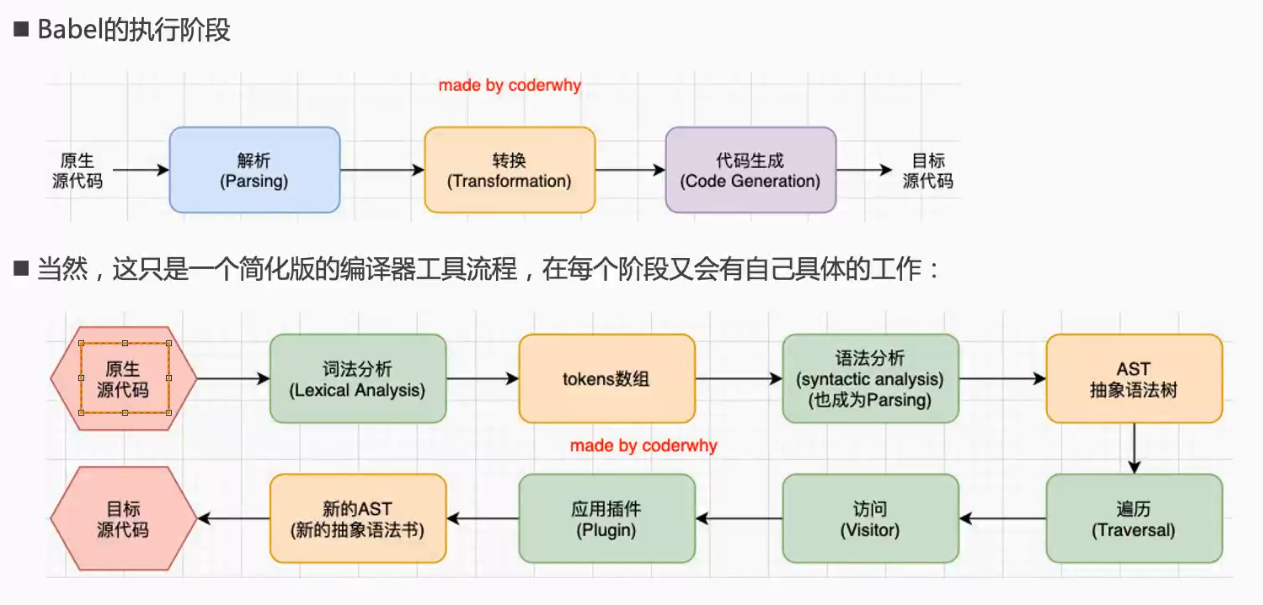 ■ Babel的执行阶段
made by coderwhy
原生
源代码
解析
(Parsing)
转换
(Transformation)
代码生成
(Code Generation)
目标
源代码
■ 当然，这只是一个简化版的编译器工具流程，在每个阶段又会有自己具体的工作：
原生
源代码
词法分析
(Lexical Analysis)
tokens数组
语法分析
(syntactic analysis)
(也成为Parsing)
AST
抽象语法树
made by coderwhy
目标
源代码
新的AST
(新的抽象语法书)
应用插件
(Plugin)
访问
(Visitor)
遍历
(Traversal)